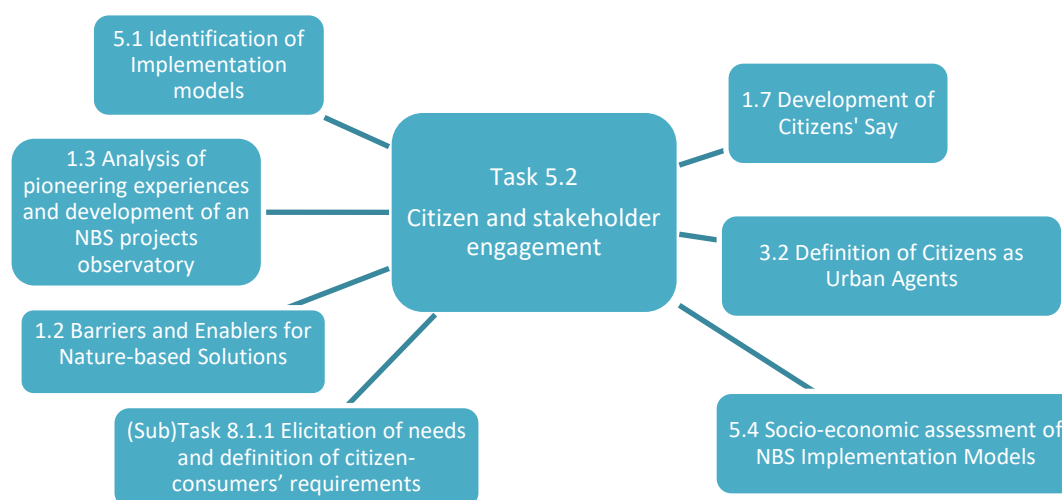 5.1 Identification of
Implementation
models
1.3 Analysis of
pioneering experiences
and development of an
NBS projects
observatory
1.2 Barriers and Enablers for
Nature-based Solutions
(Sub)Task 8.1.1 Elicitation of needs
and definition of citizen-
consumers’ requirements
Task 5.2
Citizen and stakeholder
engagement
1.7 Development of
Citizens' Say
3.2 Definition of Citizens as
Urban Agents
5.4 Socio-economic assessment of
NBS Implementation Models